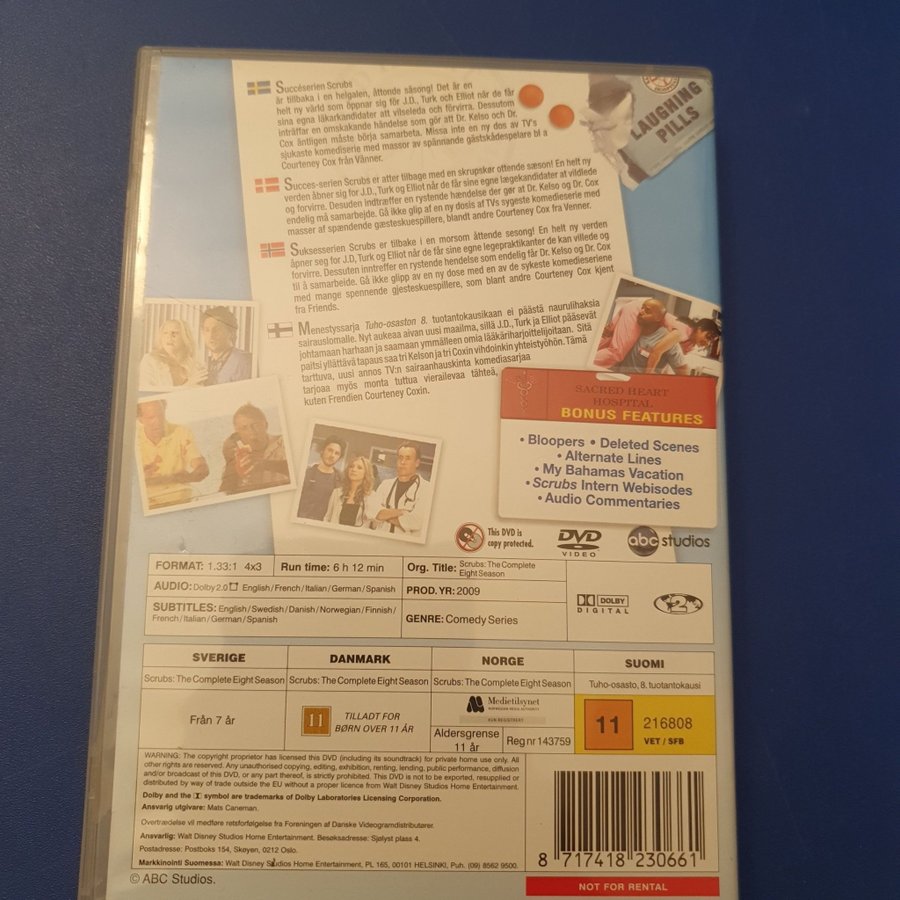 Succéserien Scrubs
är tillbaka i en helgalen, åttonde säsong! Det är en
helt ny värld som öppnar sig för J.D., Turk och Elliot när de får
sina egna läkarkandidater att vilseleda och förvirra. Dessutom
inträffar en omskakande händelse som gör att Dr. Kelso och Dr.
Cox äntligen måste börja samarbeta. Missa inte en ny dos av TV's
sjukaste komediserie med massor av spännande gästskådespelare bl a
Courteney Cox från Vänner.
LAUGHING
PILLS
Succes-serien Scrubs er atter tilbage med en skrupskør ottende sæson! En helt ny
verden åbner sig for J.D., Turk og Elliot når de får sine egne lægekandidater at vildlede
og forvirre. Desuden indtræffer en rystende hændelse der gør at Dr. Kelso og Dr. Cox
endelig må samarbejde. Gå ikke glip af en ny dosis af TVs sygeste komedieserie med
masser af spændende gæsteskuespillere, blandt andre Courteney Cox fra Venner.
Suksesserien Scrubs er tilbake i en morsom åttende sesong! En helt ny verden
åpner seg for J.D, Turk og Elliot når de får sine egne legepraktikanter de kan villede og
forvirre. Dessuten inntreffer en rystende hendelse som endelig får Dr. Kelso og Dr. Cox
til å samarbeide. Gå ikke glipp av en ny dose med en av de sykeste komedieseriene
med mange spennende gjesteskuespillere, som blant andre Courteney Cox kjent
fra Friends.
Menestyssarja Tuho-osaston 8. tuotantokausikaan ei päästä naurulihaksia
sairauslomalle. Nyt aukeaa aivan uusi maailma, sillä J.D., Turk ja Elliot pääsevät
johtamaan harhaan ja saamaan ymmälleen omia lääkäriharjoittelijoitaan. Sitä
paitsi yllättävä tapaus saa tri Kelson ja tri Coxin vihdoinkin yhteistyöhön. Tämä
tarttuva, uusi annos TV:n sairaanhauskinta komediasarjaa
tarjoaa myös monta tuttua vierailevaa tähteä,
kuten Frendien Courteney Coxin.
SACRED HEART
HOSPITAL
BONUS FEATURES
• Bloopers • Deleted Scenes
• Alternate Lines
• My Bahamas Vacation
• Scrubs Intern Webisodes
• Audio Commentaries
This DVD is
copy protected.
DVD
VIDEO
abc studios
FORMAT: 1.33:1 4x3
Run time: 6 h 12 min
Org. Title: Scrubs: The Complete
Eight Season
AUDIO: Dolby 2.0 English/French/Italian/German/Spanish
PROD. YR: 2009
SUBTITLES: English/Swedish/Danish/Norwegian/Finnish/
French/Italian/German/Spanish
GENRE: Comedy Series
DOLBY
DIGITAL
2
SVERIGE
DANMARK
NORGE
SUOMI
Scrubs: The Complete Eight Season
Scrubs: The Complete Eight Season
Scrubs: The Complete Eight Season
Tuho-osasto, 8. tuotantokausi
Från 7 år
11
TILLADT FOR
BØRN OVER 11 ÅR
Medietilsynet
NORWEGIAN MEDIA AUTHORITY
KUN REGISTRERT
Aldersgrense
11 år
Reg nr 143759
11
216808
VET / SFB
WARNING: The copyright proprietor has licensed this DVD (including its soundtrack) for private home use only. All
other rights are reserved. Any unauthorised copying, editing, exhibition, renting, lending, public performance, diffusion
and/or broadcast of this DVD, or any part thereof, is strictly prohibited. This DVD is not to be exported, resupplied or
distributed by way of trade outside the EU without a proper licence from Walt Disney Studios Home Entertainment.
Dolby and the symbol are trademarks of Dolby Laboratories Licensing Corporation.
Ansvarig utgivare: Mats Caneman.
Overtrædelse vil medføre retsforfølgelse fra Foreningen af Danske Videogramdistributører.
Ansvarlig: Walt Disney Studios Home Entertainment. Besøksadresse: Sjølyst plass 4.
Postadresse: Postboks 154, Skøyen, 0212 Oslo.
Markkinointi Suomessa: Walt Disney Studios Home Entertainment, PL 165, 00101 HELSINKI, Puh. (09) 8562 9500.
© ABC Studios.
8 717418 230661
NOT FOR RENTAL